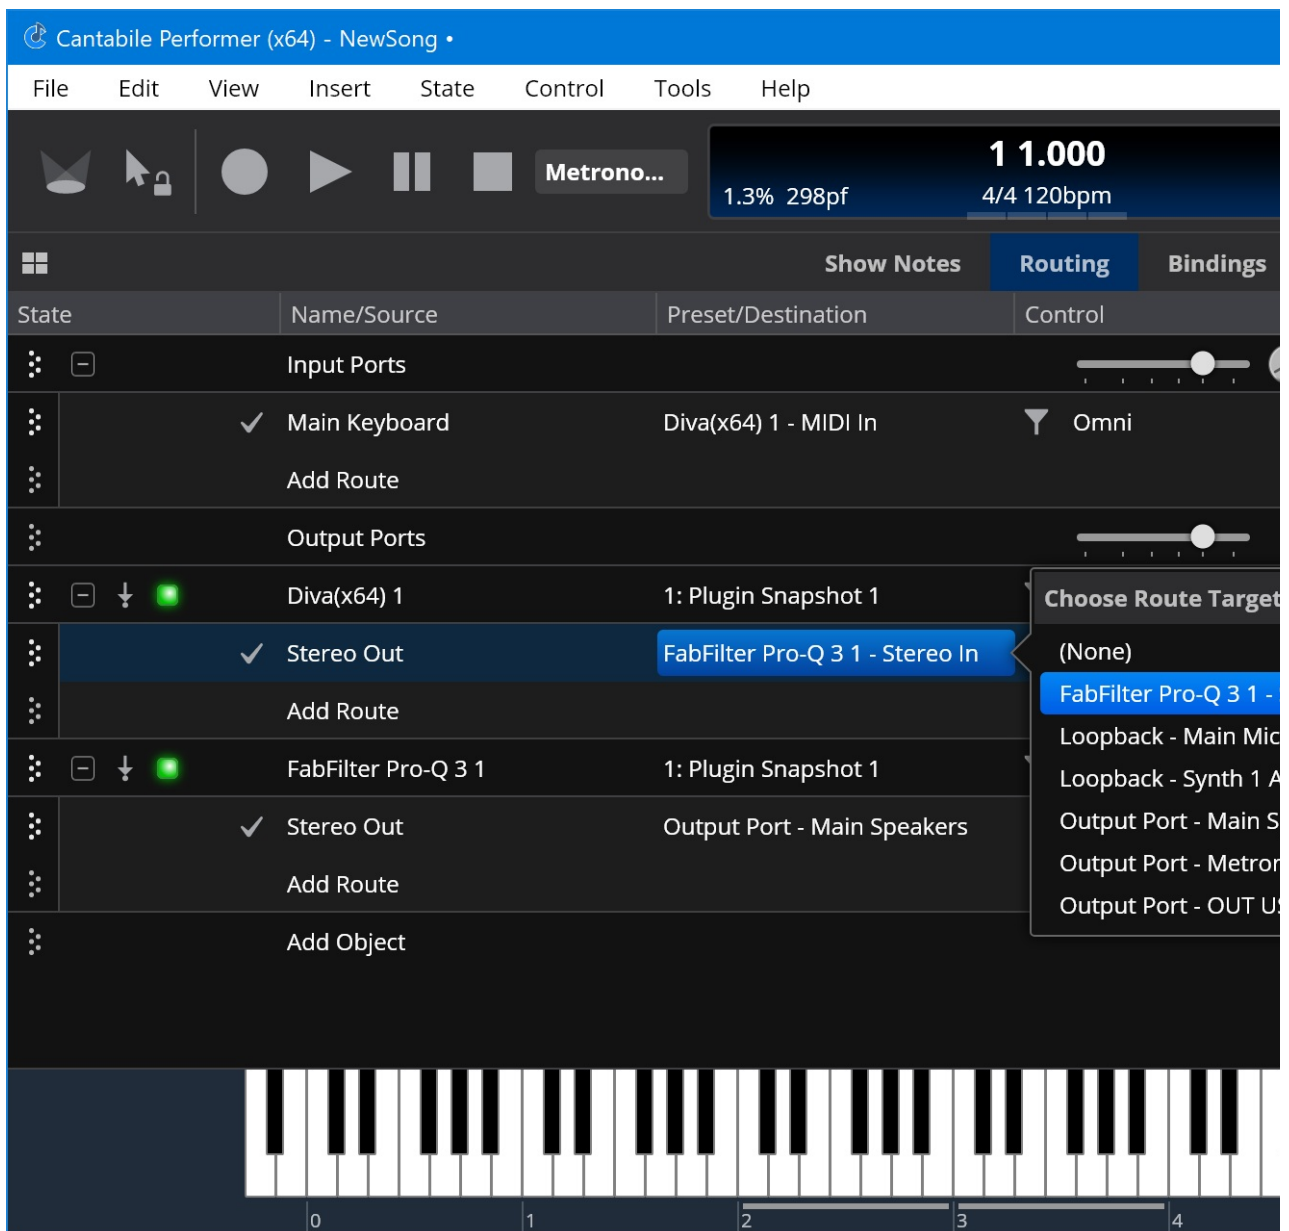 Cantabile Performer (x64) - NewSong •
File Edit View Insert State Control Tools Help
Metrono...
1 1.000
1.3% 298pf 4/4 120bpm
Show Notes Routing Bindings
State Name/Source Preset/Destination Control
Input Ports
Main Keyboard Diva(x64) 1 - MIDI In Omni
Add Route
Output Ports
Diva(x64) 1 1: Plugin Snapshot 1
Choose Route Target
Stereo Out FabFilter Pro-Q 3 1 - Stereo In
(None)
FabFilter Pro-Q 3 1 -
Add Route
Loopback - Main Mic
FabFilter Pro-Q 3 1 1: Plugin Snapshot 1
Loopback - Synth 1 A
Stereo Out Output Port - Main Speakers
Output Port - Main S
Output Port - Metron
Add Route
Output Port - OUT US
Add Object
0 1 2 3 4